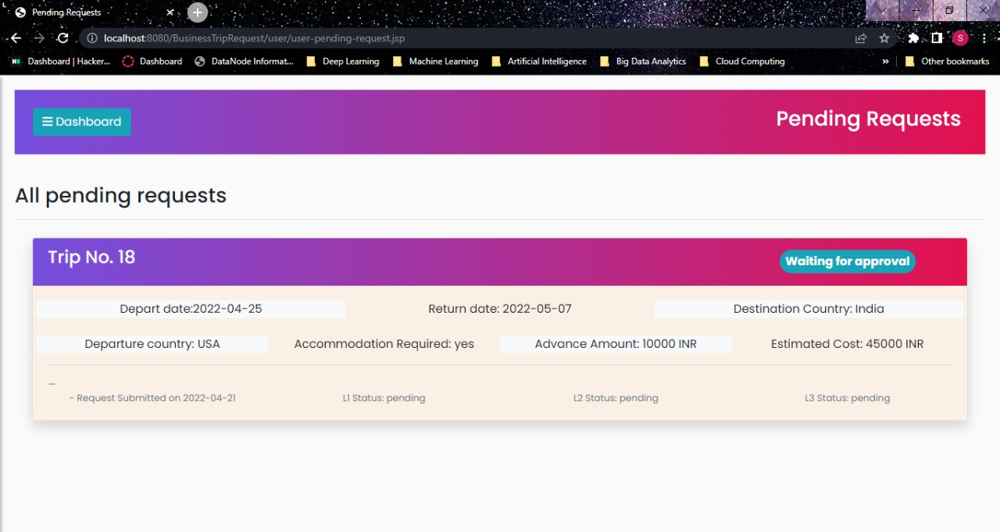 Pending Requests
localhost:8080/BusinessTripRequest/user/user-pending-request.jsp
S
Dashboard | Hacker... Dashboard DataNode Informat... Deep Learning Machine Learning Artificial Intelligence Big Data Analytics Cloud Computing » Other bookmarks
Dashboard Pending Requests
All pending requests
Trip No. 18 Waiting for approval
Depart date:2022-04-25 Return date: 2022-05-07 Destination Country: India
Departure country: USA Accommodation Required: yes Advance Amount: 10000 INR Estimated Cost: 45000 INR
—
- Request Submitted on 2022-04-21 L1 Status: pending L2 Status: pending L3 Status: pending